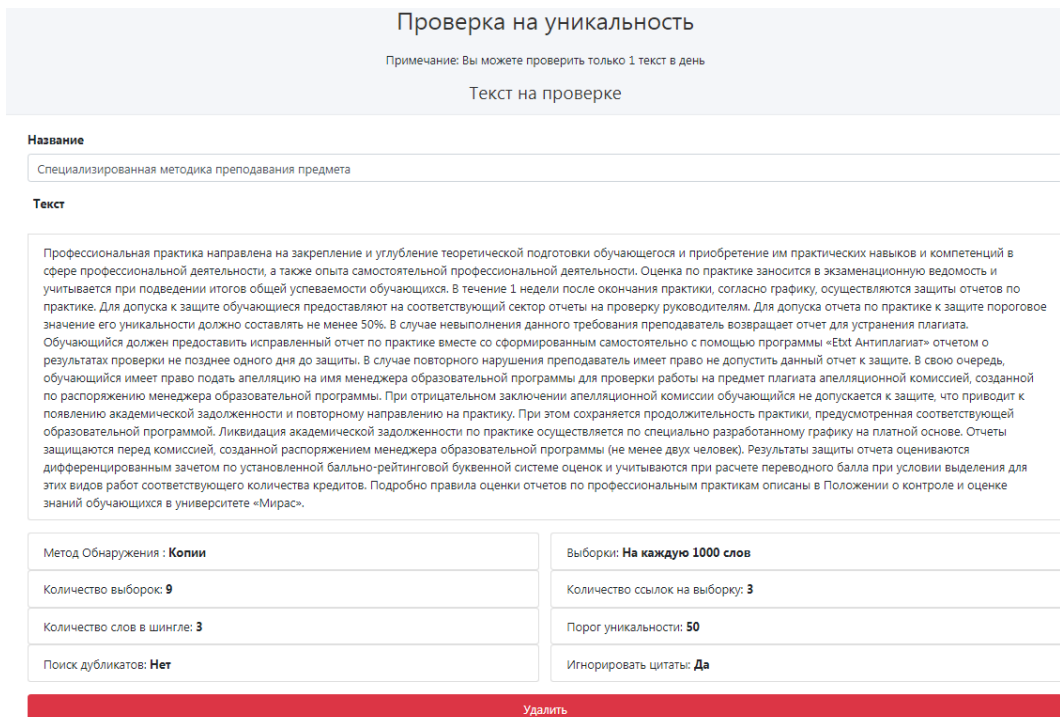 Проверка на уникальность
Примечание: Вы можете проверить только 1 текст в день
Текст на проверке
Название
Специализированная методика преподавания предмета
Текст
Профессиональная практика направлена на закрепление и углубление теоретической подготовки обучающегося и приобретение им практических навыков и компетенций в
сфере профессиональной деятельности, а также опыта самостоятельной профессиональной деятельности. Оценка по практике заносится в экзаменационную ведомость и
учитывается при подведении итогов общей успеваемости обучающихся. В течение 1 недели после окончания практики, согласно графику, осуществляются защиты отчетов по
практике. Для допуска к защите обучающиеся предоставляют на соответствующий сектор отчеты на проверку руководителям. Для допуска отчета по практике к защите пороговое
значение его уникальности должно составлять не менее 50%. В случае невыполнения данного требования преподаватель возвращает отчет для устранения плагиата.
Обучающийся должен предоставить исправленный отчет по практике вместе со сформированным самостоятельно с помощью программы «Etxt Антиплагиат» отчетом о
результатах проверки не позднее одного дня до защиты. В случае повторного нарушения преподаватель имеет право не допустить данный отчет к защите. В свою очередь,
обучающийся имеет право подать апелляцию на имя менеджера образовательной программы для проверки работы на предмет плагиата апелляционной комиссией, созданной
по распоряжению менеджера образовательной программы. При отрицательном заключении апелляционной комиссии обучающийся не допускается к защите, что приводит к
появлению академической задолженности и повторному направлению на практику. При этом сохраняется продолжительность практики, предусмотренная соответствующей
образовательной программой. Ликвидация академической задолженности по практике осуществляется по специально разработанному графику на платной основе. Отчеты
защищаются перед комиссией, созданной распоряжением менеджера образовательной программы (не менее двух человек). Результаты защиты отчета оцениваются
дифференцированным зачетом по установленной балльно-рейтинговой буквенной системе оценок и учитываются при расчете переводного балла при условии выделения для
этих видов работ соответствующего количества кредитов. Подробно правила оценки отчетов по профессиональным практикам описаны в Положении о контроле и оценке
знаний обучающихся в университете «Мирас».
Метод Обнаружения : Копии
Выборки: На каждую 1000 слов
Количество выборок: 9
Количество ссылок на выборку: 3
Количество слов в шингле: 3
Порог уникальности: 50
Поиск дубликатов: Нет
Игнорировать цитаты: Да
Удалить